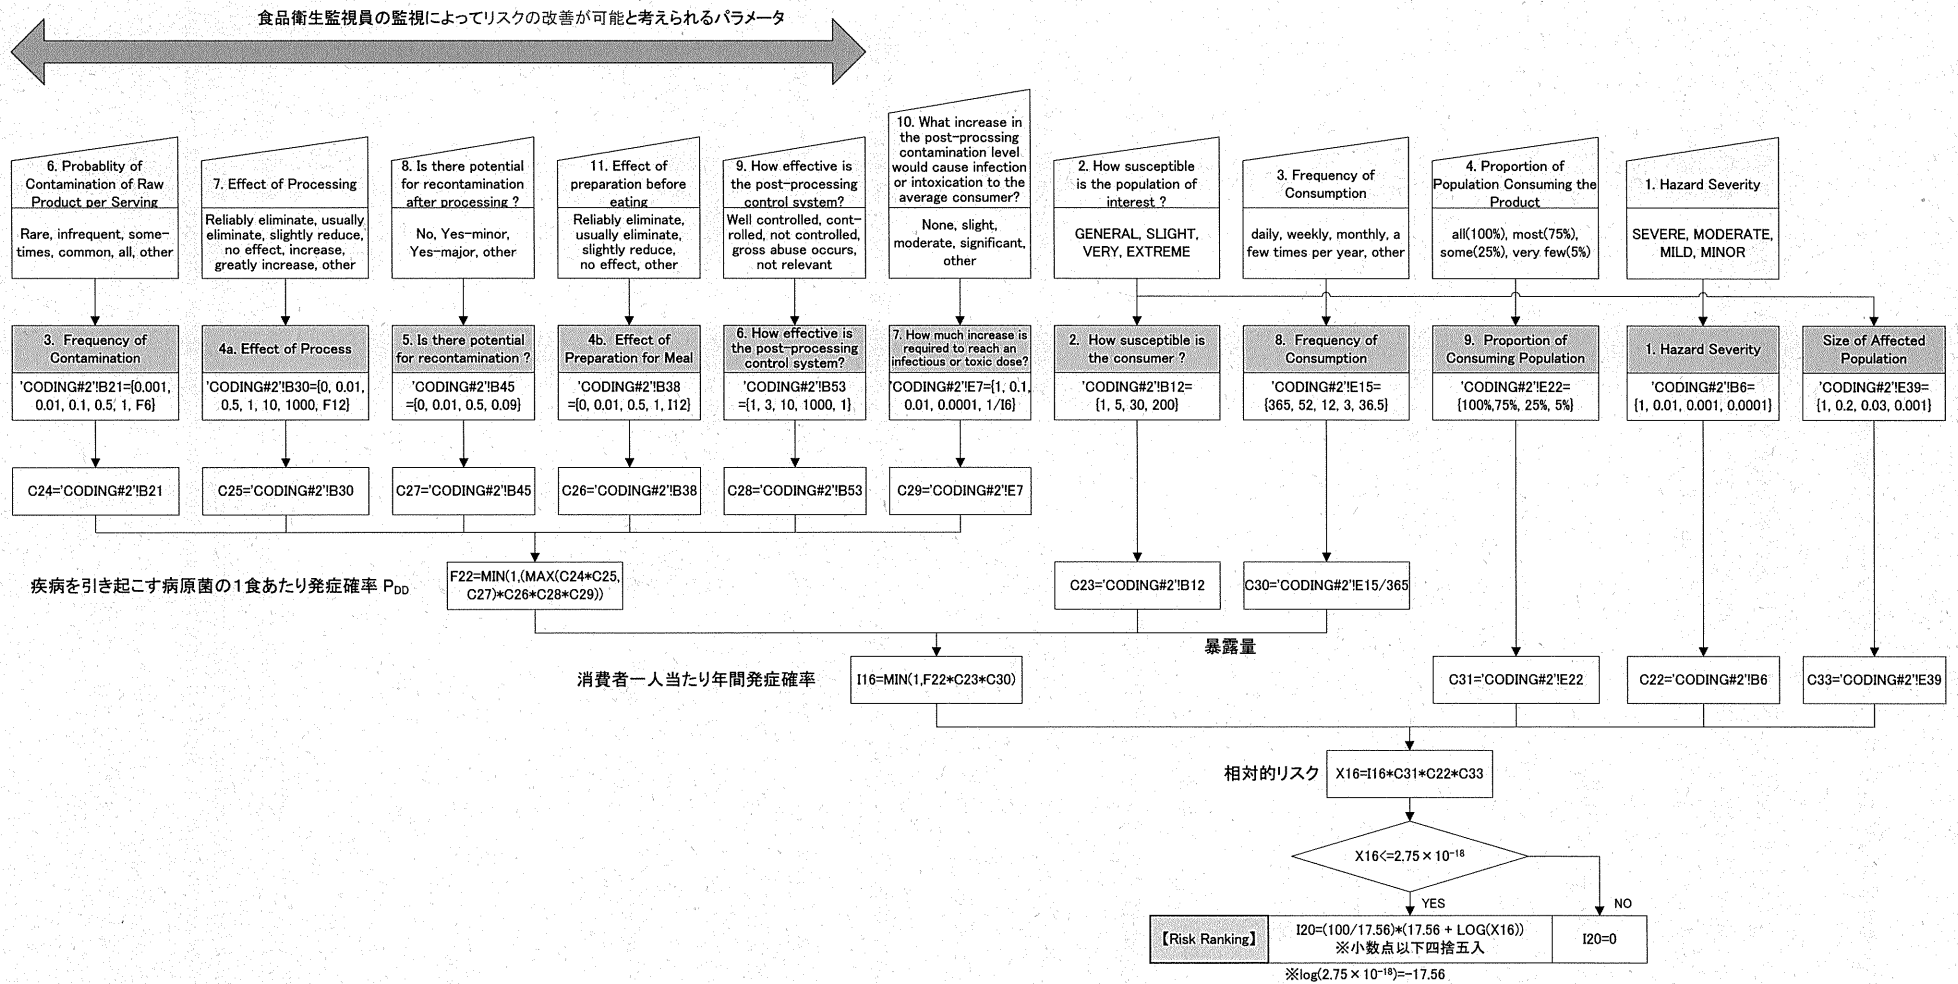 食品衛生監視員の監視によってリスクの改善が可能と考えられるパラメータ
6. Probablity of
Contamination of Raw
Product per Serving
Rare, infrequent, some-
times, common, all, other
7. Effect of Processing
Reliably eliminate, usually
eliminate, slightly reduce,
no effect, increase,
greatly increase, other
8. Is there potential
for recontamination
after processing ?
No, Yes-minor,
Yes-major, other
11. Effect of
preparation before
eating
Reliably eliminate,
usually eliminate,
slightly reduce,
no effect, other
9. How effective is
the post-processing
control system?
Well controlled, cont-
rolled, not controlled,
gross abuse occurs,
not relevant
10. What increase in
the post-procssing
contamination level
would cause infection
or intoxication to the
average consumer?
None, slight,
moderate, significant,
other
2. How susceptible
is the population of
interest ?
GENERAL, SLIGHT,
VERY, EXTREME
3. Frequency of
Consumption
daily, weekly, monthly, a
few times per year, other
4. Proportion of
Population Consuming the
Product
all(100%), most(75%),
some(25%), very few(5%)
1. Hazard Severity
SEVERE, MODERATE,
MILD, MINOR
3. Frequency of
Contamination
'CODING#2'!B21={0.001,
0.01, 0.1, 0.5, 1, F6}
4a. Effect of Process
'CODING#2'!B30={0, 0.01,
0.5, 1, 10, 1000, F12}
5. Is there potential
for recontamination ?
'CODING#2'!B45
={0, 0.01, 0.5, 0.09}
4b. Effect of
Preparation for Meal
'CODING#2'!B38
={0, 0.01, 0.5, 1, I12}
6. How effective is
the post-processing
control system?
'CODING#2'!B53
={1, 3, 10, 1000, 1}
7. How much increase is
required to reach an
infectious or toxic dose?
'CODING#2'!E7={1, 0.1,
0.01, 0.0001, 1/I6}
2. How susceptible is
the consumer ?
'CODING#2'!B12=
{1, 5, 30, 200}
8. Frequency of
Consumption
'CODING#2'!E15=
{365, 52, 12, 3, 36.5}
9. Proportion of
Consuming Population
'CODING#2'!E22=
{100%,75%, 25%, 5%}
1. Hazard Severity
'CODING#2'!B6=
{1, 0.01, 0.001, 0.0001}
Size of Affected
Population
'CODING#2'!E39=
{1, 0.2, 0.03, 0.001}
C24='CODING#2'!B21
C25='CODING#2'!B30
C27='CODING#2'!B45
C26='CODING#2'!B38
C28='CODING#2'!B53
C29='CODING#2'!E7
疾病を引き起こす病原菌の1食あたり発症確率 PDD
F22=MIN(1,(MAX(C24*C25,
C27)*C26*C28*C29))
C23='CODING#2'!B12
C30='CODING#2'!E15/365
暴露量
消費者一人当たり年間発症確率
I16=MIN(1,F22*C23*C30)
C31='CODING#2'!E22
C22='CODING#2'!B6
C33='CODING#2'!E39
相対的リスク
X16=I16*C31*C22*C33
X16<=2.75×10⁻¹⁸
YES
NO
【Risk Ranking】
I20=(100/17.56)*(17.56 + LOG(X16))
※小数点以下四捨五入
I20=0
※log(2.75×10⁻¹⁸)=-17.56